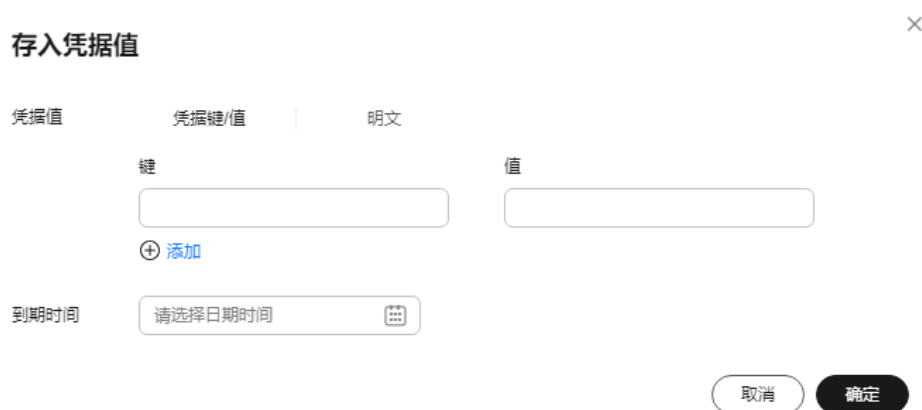 存入凭据值
凭据值 凭据键/值 明文
键 值
添加
到期时间 请选择日期时间
取消 确定